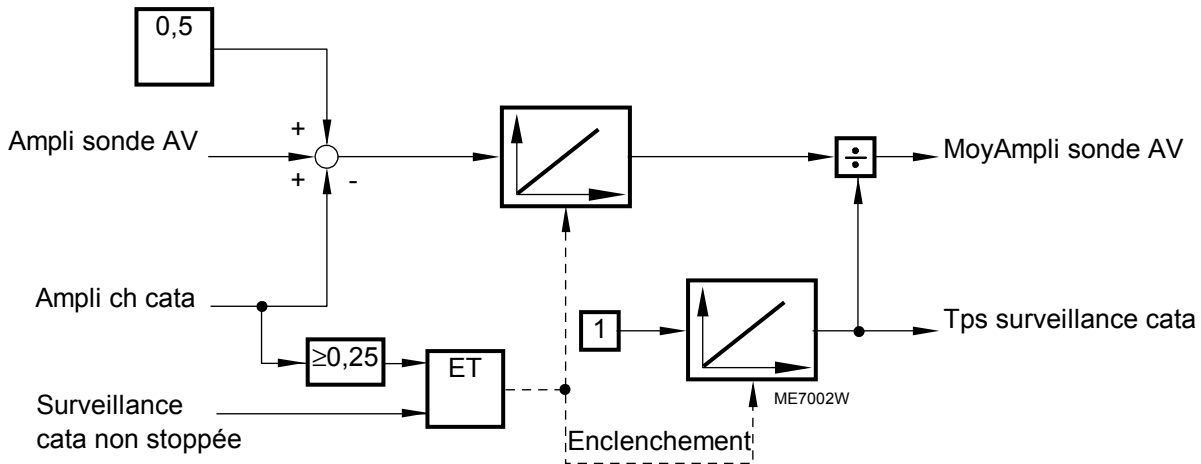 0,5
Ampli sonde AV
+
+
-
÷
MoyAmpli sonde AV
Ampli ch cata
1
Tps surveillance cata
≥0,25
ET
ME7002W
Surveillance
cata non stoppée
Enclenchement